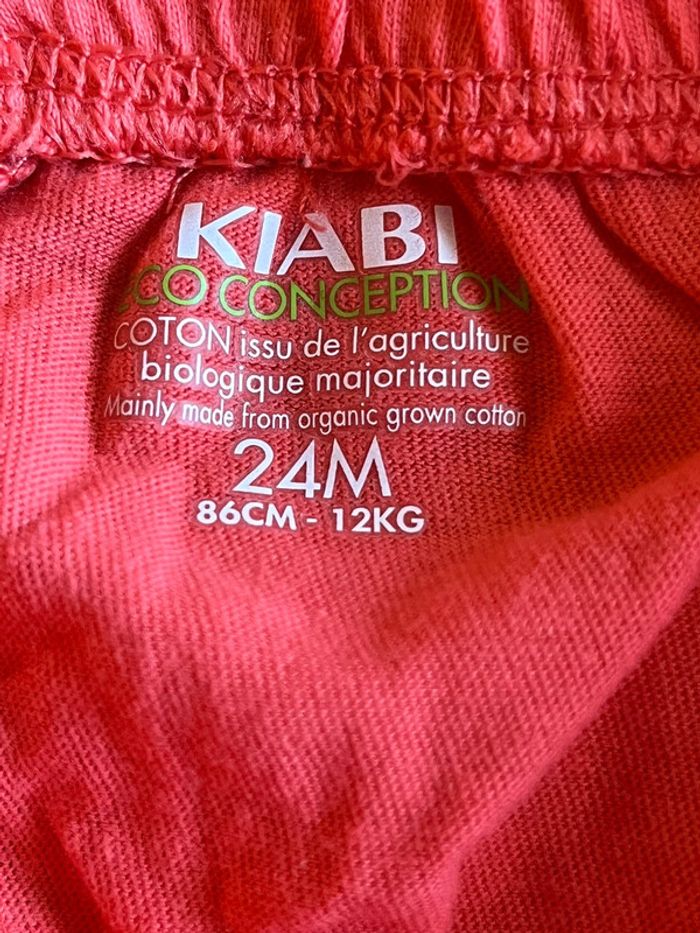 KIABI
ECO CONCEPTION
COTON issu de l'agriculture
biologique majoritaire
Mainly made from organic grown cotton
24M
86CM - 12KG